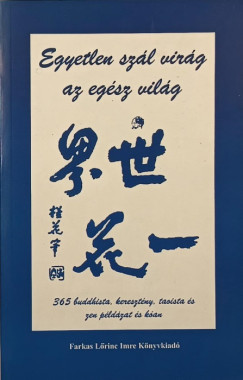 Egyetlen szál virág
az egész világ
世界
一花
365 buddhista, keresztény, taoista és
zen példázat és kóan
Farkas Lőrinc Imre Könyvkiadó